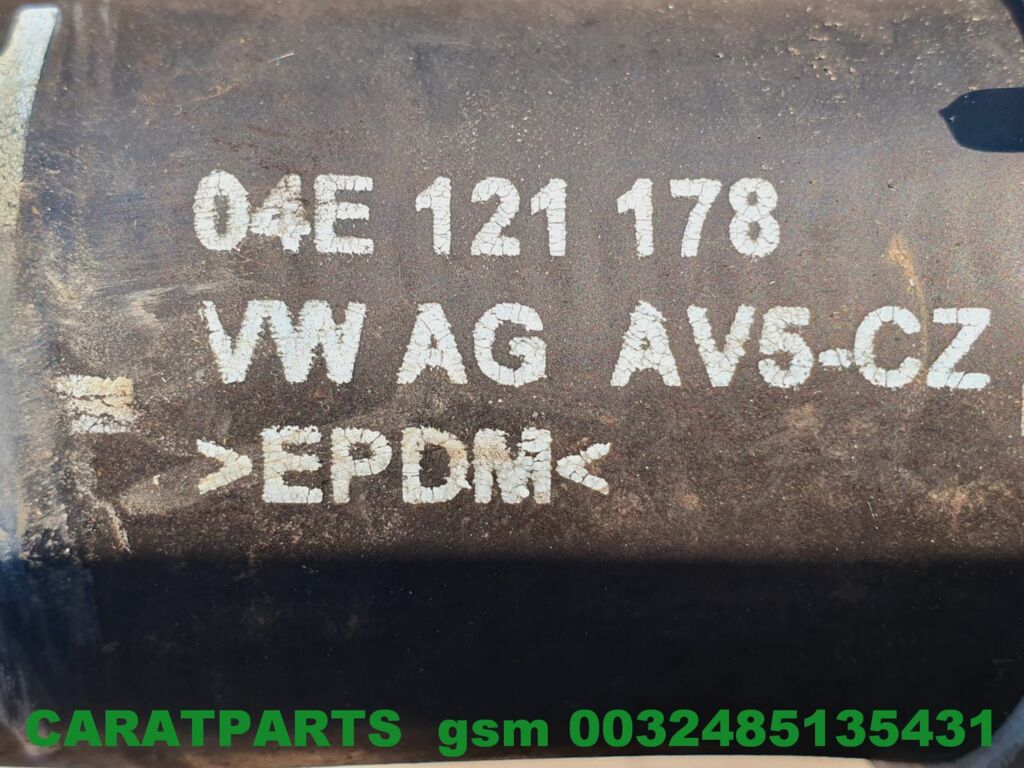 04E 121 178
VW AG AV5-CZ
>EPDM<
CARATPARTS gsm 0032485135431